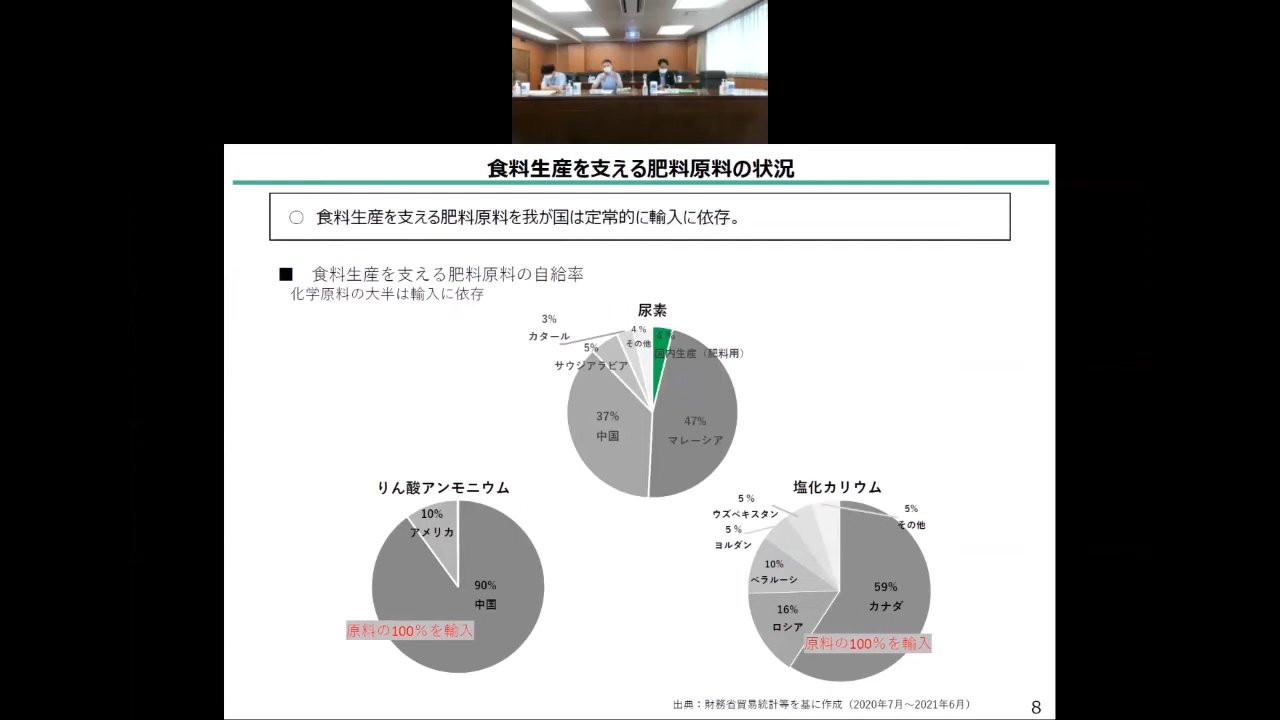 食料生産を支える肥料原料の状況
○ 食料生産を支える肥料原料を我が国は定常的に輸入に依存。
■ 食料生産を支える肥料原料の自給率
化学原料の大半は輸入に依存
尿素
3%
カタール
4%
その他
4%
国内生産（肥料用）
5%
サウジアラビア
37%
中国
47%
マレーシア
りん酸アンモニウム
10%
アメリカ
90%
中国
原料の100%を輸入
塩化カリウム
5%
ウズベキスタン
5%
その他
5%
ヨルダン
10%
ベラルーシ
59%
カナダ
16%
ロシア
原料の100%を輸入
出典：財務省貿易統計等を基に作成（2020年7月～2021年6月）
8